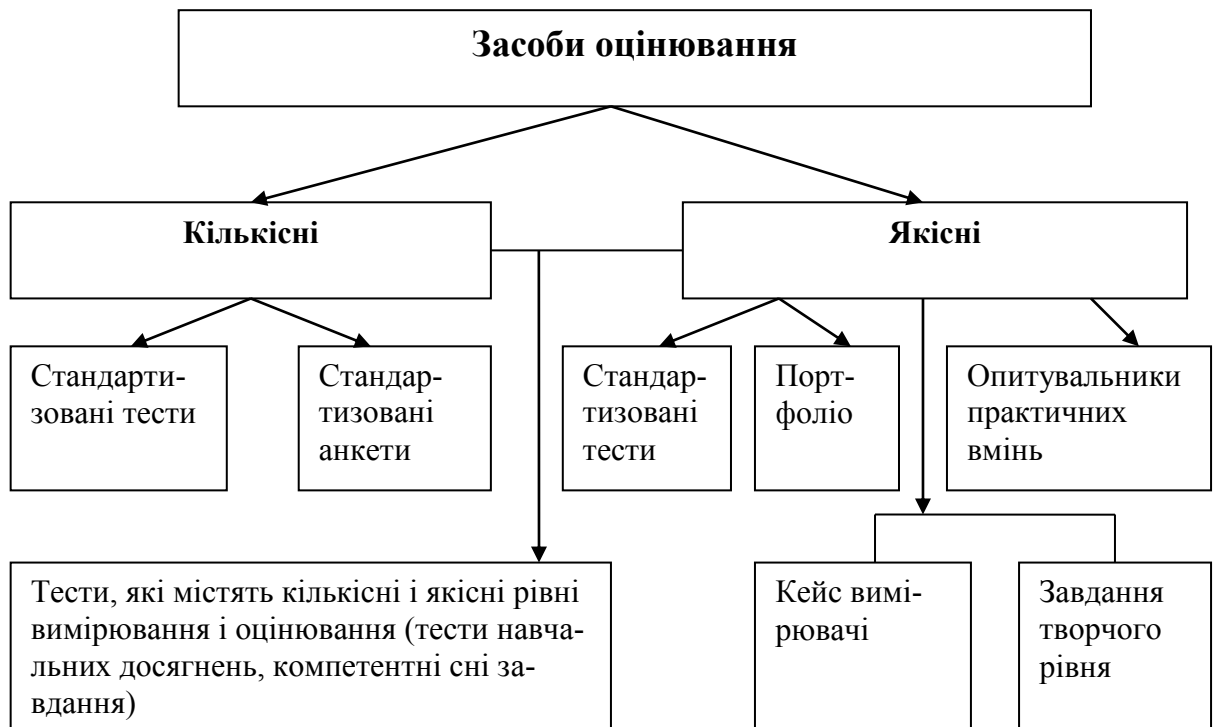 Засоби оцінювання
Кількісні
Якісні
Стандарти-
зовані тести
Стандар-
тизовані
анкети
Стандар-
тизовані
тести
Порт-
фоліо
Опитувальники
практичних
вмінь
Тести, які містять кількісні і якісні рівні
вимірювання і оцінювання (тести навча-
льних досягнень, компетентні сні за-
вдання)
Кейс вимі-
рювачі
Завдання
творчого
рівня